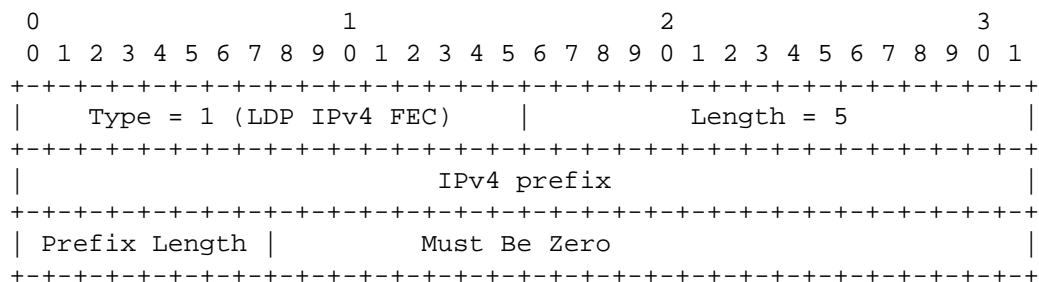 0                   1                   2                   3
 0 1 2 3 4 5 6 7 8 9 0 1 2 3 4 5 6 7 8 9 0 1 2 3 4 5 6 7 8 9 0 1
+-+-+-+-+-+-+-+-+-+-+-+-+-+-+-+-+-+-+-+-+-+-+-+-+-+-+-+-+-+-+-+-+
|    Type = 1 (LDP IPv4 FEC)    |          Length = 5           |
+-+-+-+-+-+-+-+-+-+-+-+-+-+-+-+-+-+-+-+-+-+-+-+-+-+-+-+-+-+-+-+-+
|                          IPv4 prefix                          |
+-+-+-+-+-+-+-+-+-+-+-+-+-+-+-+-+-+-+-+-+-+-+-+-+-+-+-+-+-+-+-+-+
| Prefix Length |         Must Be Zero                          |
+-+-+-+-+-+-+-+-+-+-+-+-+-+-+-+-+-+-+-+-+-+-+-+-+-+-+-+-+-+-+-+-+